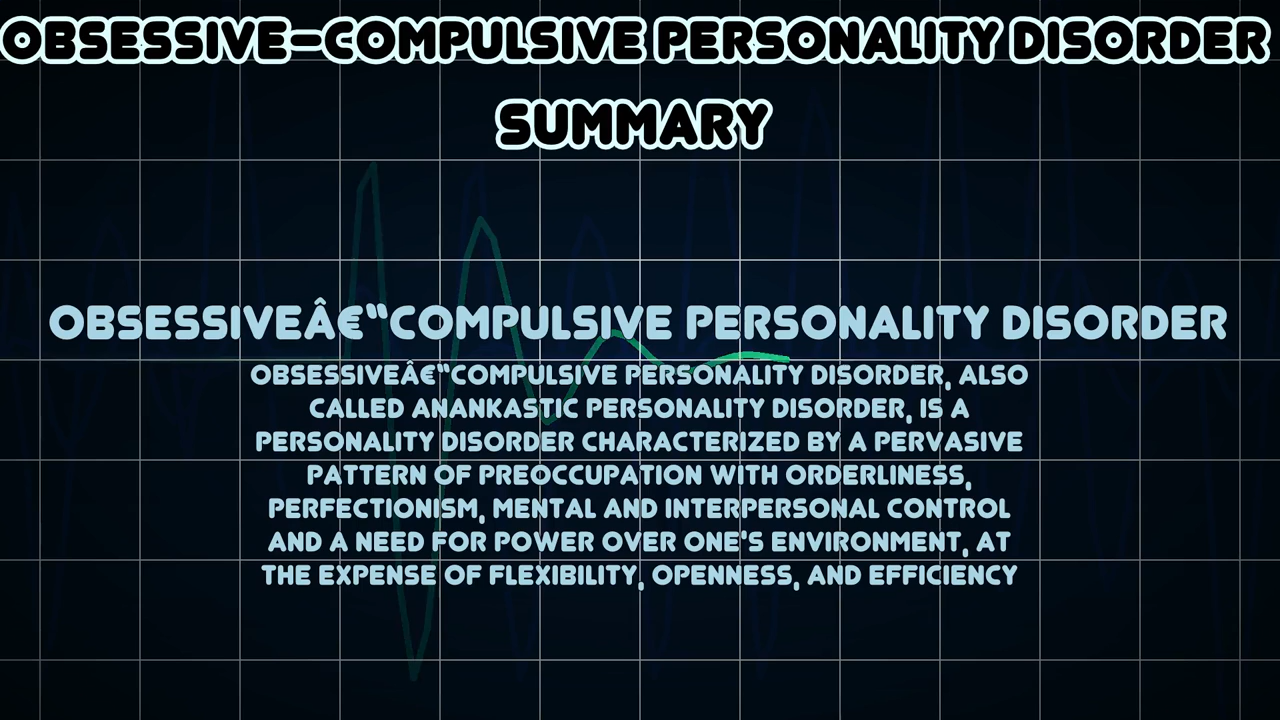 OBSESSIVE–COMPULSIVE PERSONALITY DISORDER
SUMMARY
OBSESSIVEÂ€“COMPULSIVE PERSONALITY DISORDER
OBSESSIVEÂ€“COMPULSIVE PERSONALITY DISORDER, ALSO
CALLED ANANKASTIC PERSONALITY DISORDER, IS A
PERSONALITY DISORDER CHARACTERIZED BY A PERVASIVE
PATTERN OF PREOCCUPATION WITH ORDERLINESS,
PERFECTIONISM, MENTAL AND INTERPERSONAL CONTROL
AND A NEED FOR POWER OVER ONE'S ENVIRONMENT, AT
THE EXPENSE OF FLEXIBILITY, OPENNESS, AND EFFICIENCY